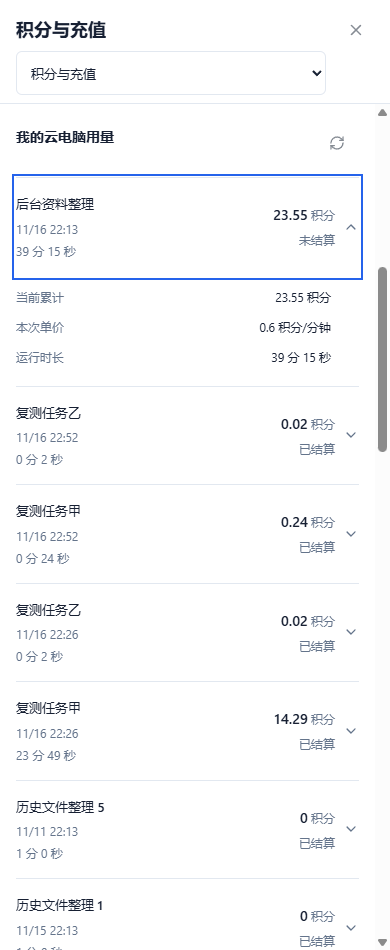 积分与充值
积分与充值
我的云电脑用量
后台资料整理
11/16 22:13
39 分 15 秒
23.55 积分
未结算
当前累计
23.55 积分
本次单价
0.6 积分/分钟
运行时长
39 分 15 秒
复测任务乙
11/16 22:52
0 分 2 秒
0.02 积分
已结算
复测任务甲
11/16 22:52
0 分 24 秒
0.24 积分
已结算
复测任务乙
11/16 22:26
0 分 2 秒
0.02 积分
已结算
复测任务甲
11/16 22:26
23 分 49 秒
14.29 积分
已结算
历史文件整理 5
11/11 22:13
1 分 0 秒
0 积分
已结算
历史文件整理 1
11/15 22:13
0 积分
已结算